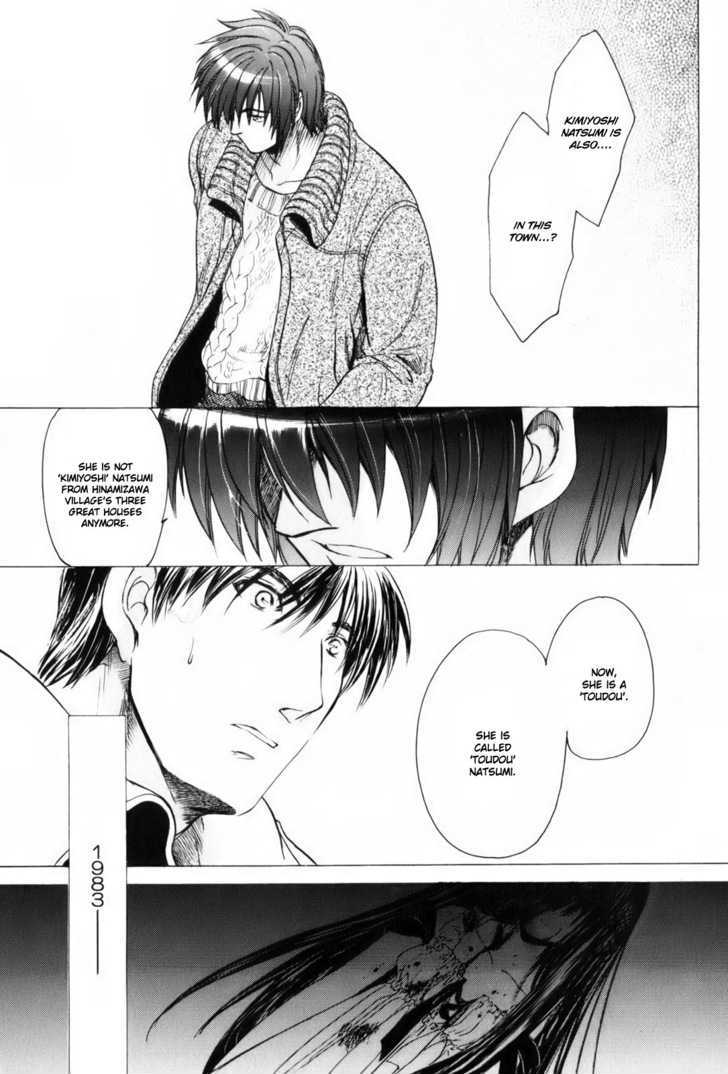 KIMIYOSHI
NATSUMI IS
ALSO....
IN THIS
TOWN...?
SHE IS NOT
'KIMIYOSHI' NATSUMI
FROM HINAMIZAWA
VILLAGE'S THREE
GREAT HOUSES
ANYMORE.
NOW,
SHE IS A
'TOUDOU'.
SHE IS
CALLED
'TOUDOU'
NATSUMI.
1983—